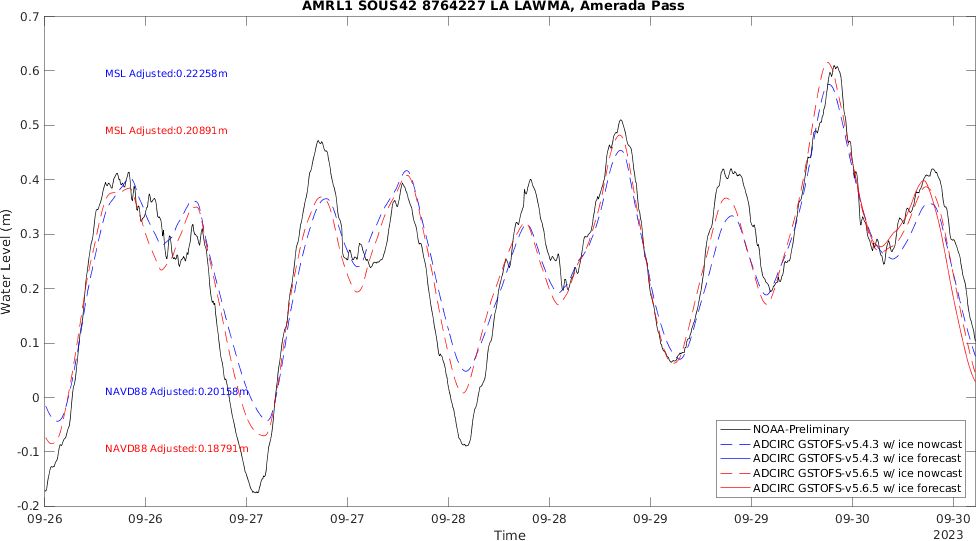 AMRL1 SOUS42 8764227 LA LAWMA, Amerada Pass
0.7
0.6
0.5
0.4
0.3
0.2
0.1
0
-0.1
-0.2
Water Level (m)
MSL Adjusted:0.22258m
MSL Adjusted:0.20891m
NAVD88 Adjusted:0.20158m
NAVD88 Adjusted:0.18791m
NOAA-Preliminary
ADCIRC GSTOFS-v5.4.3 w/ ice nowcast
ADCIRC GSTOFS-v5.4.3 w/ ice forecast
ADCIRC GSTOFS-v5.6.5 w/ ice nowcast
ADCIRC GSTOFS-v5.6.5 w/ ice forecast
09-26 09-26 09-27 09-27 09-28 09-28 09-29 09-29 09-30 09-30
2023
Time